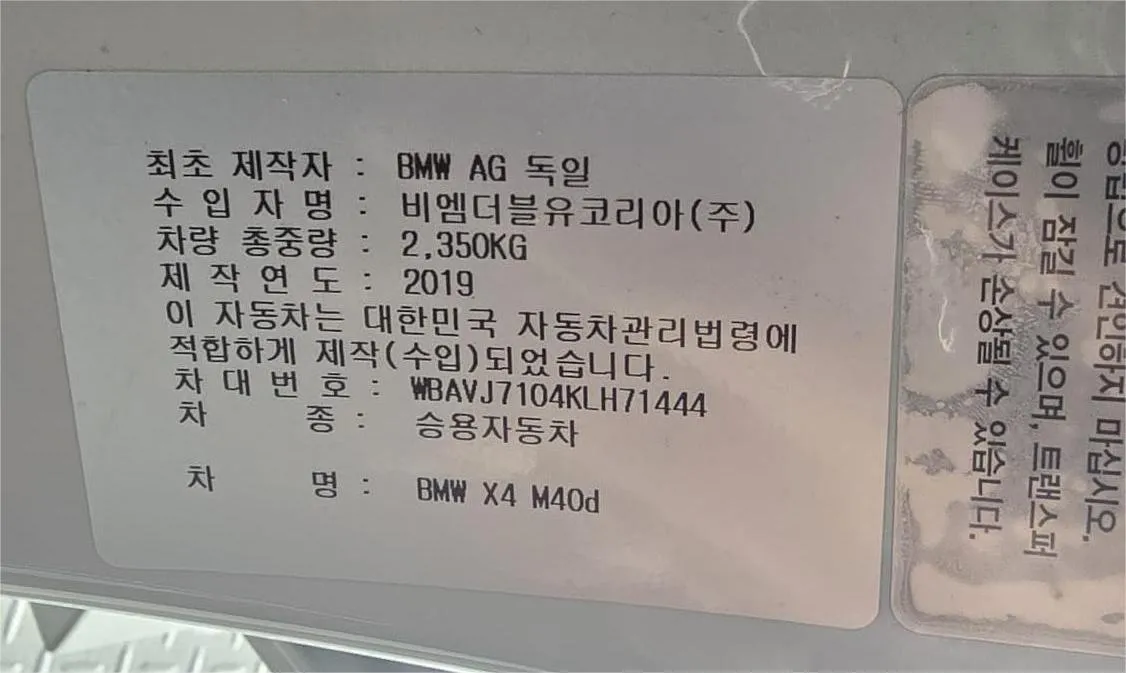 최초 제작자 : BMW AG 독일
수 입 자 명 : 비엠더블유코리아(주)
차량 총중량 : 2,350KG
제 작 연 도 : 2019
이 자동차는 대한민국 자동차관리법령에
적합하게 제작(수입)되었습니다.
차 대 번 호 : WBAVJ7104KLH71444
차 종 : 승용자동차
차 명 : BMW X4 M40d
견인하지 마십시오.
휠이 잠길 수 있으며, 트랜스퍼
케이스가 손상될 수 있습니다.